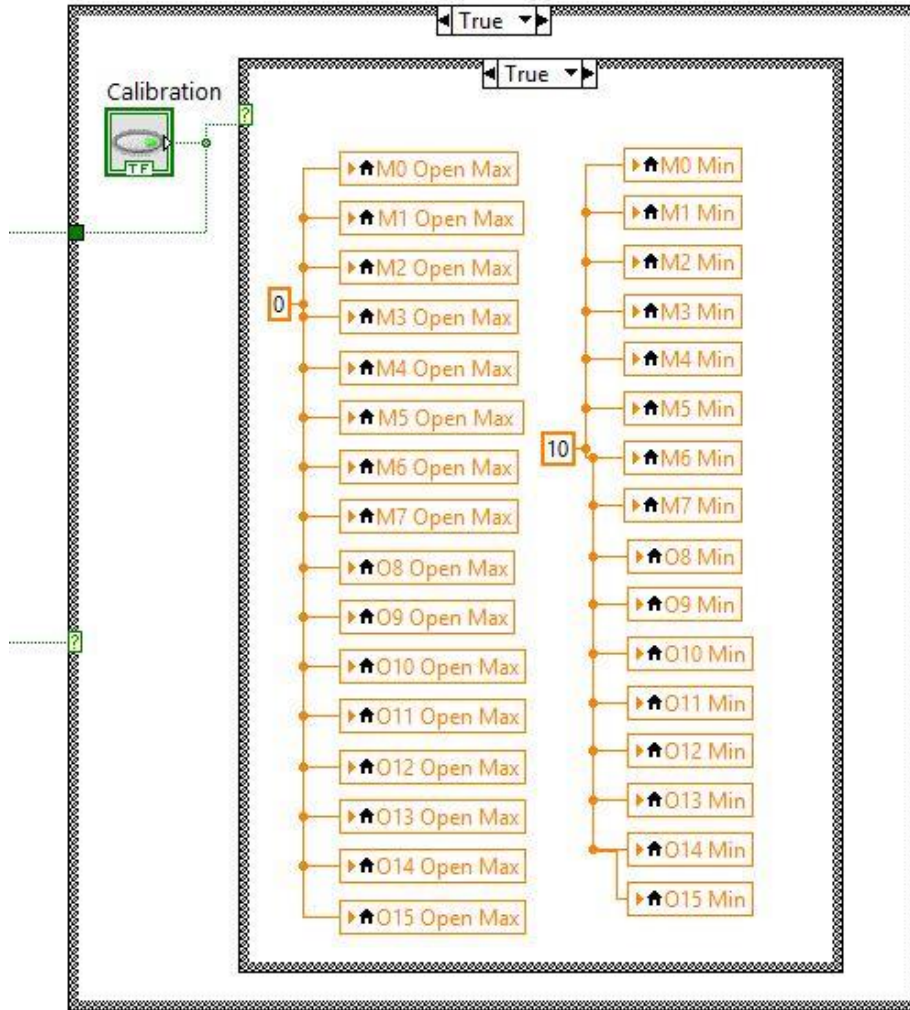 True
True
Calibration
TF
?
M0 Open Max
M1 Open Max
M2 Open Max
0
M3 Open Max
M4 Open Max
M5 Open Max
M6 Open Max
M7 Open Max
O8 Open Max
O9 Open Max
O10 Open Max
O11 Open Max
O12 Open Max
O13 Open Max
O14 Open Max
O15 Open Max
M0 Min
M1 Min
M2 Min
M3 Min
M4 Min
M5 Min
10
M6 Min
M7 Min
O8 Min
O9 Min
O10 Min
O11 Min
O12 Min
O13 Min
O14 Min
O15 Min
?